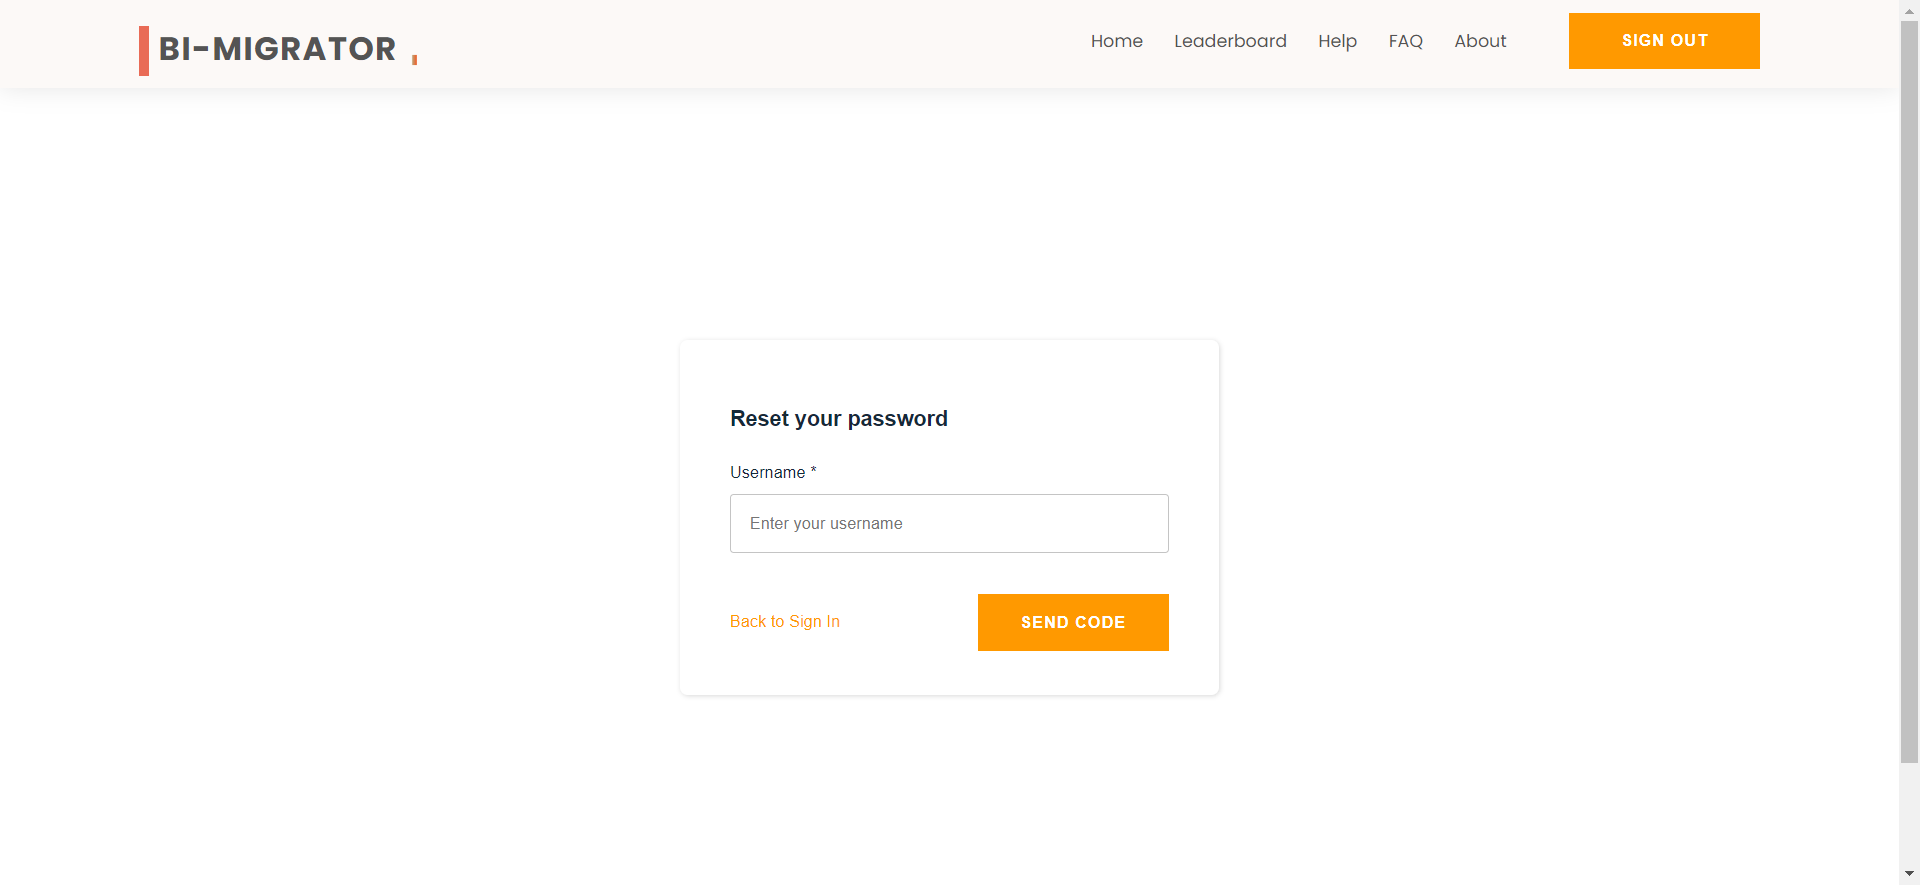 BI-MIGRATOR
Home Leaderboard Help FAQ About SIGN OUT
Reset your password
Username *
Enter your username
Back to Sign In SEND CODE